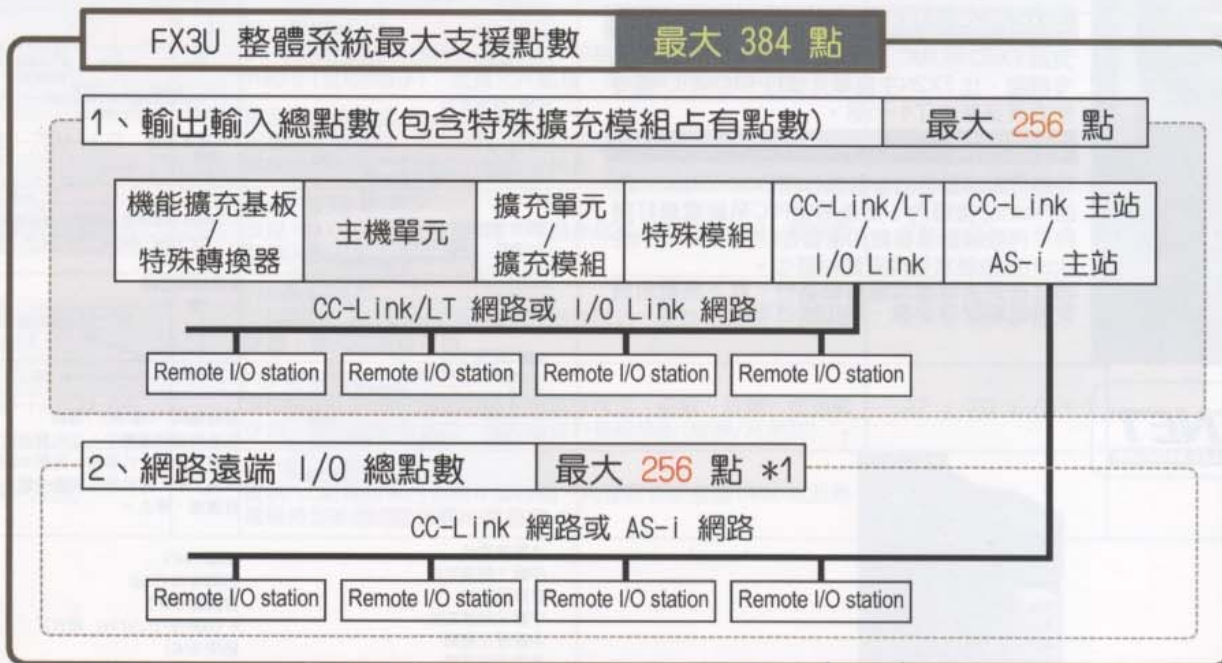 FX3U 整體系統最大支援點數 最大 384 點
1、輸出輸入總點數(包含特殊擴充模組占有點數) 最大 256 點
機能擴充基板
/
特殊轉換器
主機單元
擴充單元
/
擴充模組
特殊模組
CC-Link/LT
/
I/O Link
CC-Link 主站
/
AS-i 主站
CC-Link/LT 網路或 I/O Link 網路
Remote I/O station Remote I/O station Remote I/O station Remote I/O station
2、網路遠端 I/O 總點數 最大 256 點 *1
CC-Link 網路或 AS-i 網路
Remote I/O station Remote I/O station Remote I/O station Remote I/O station